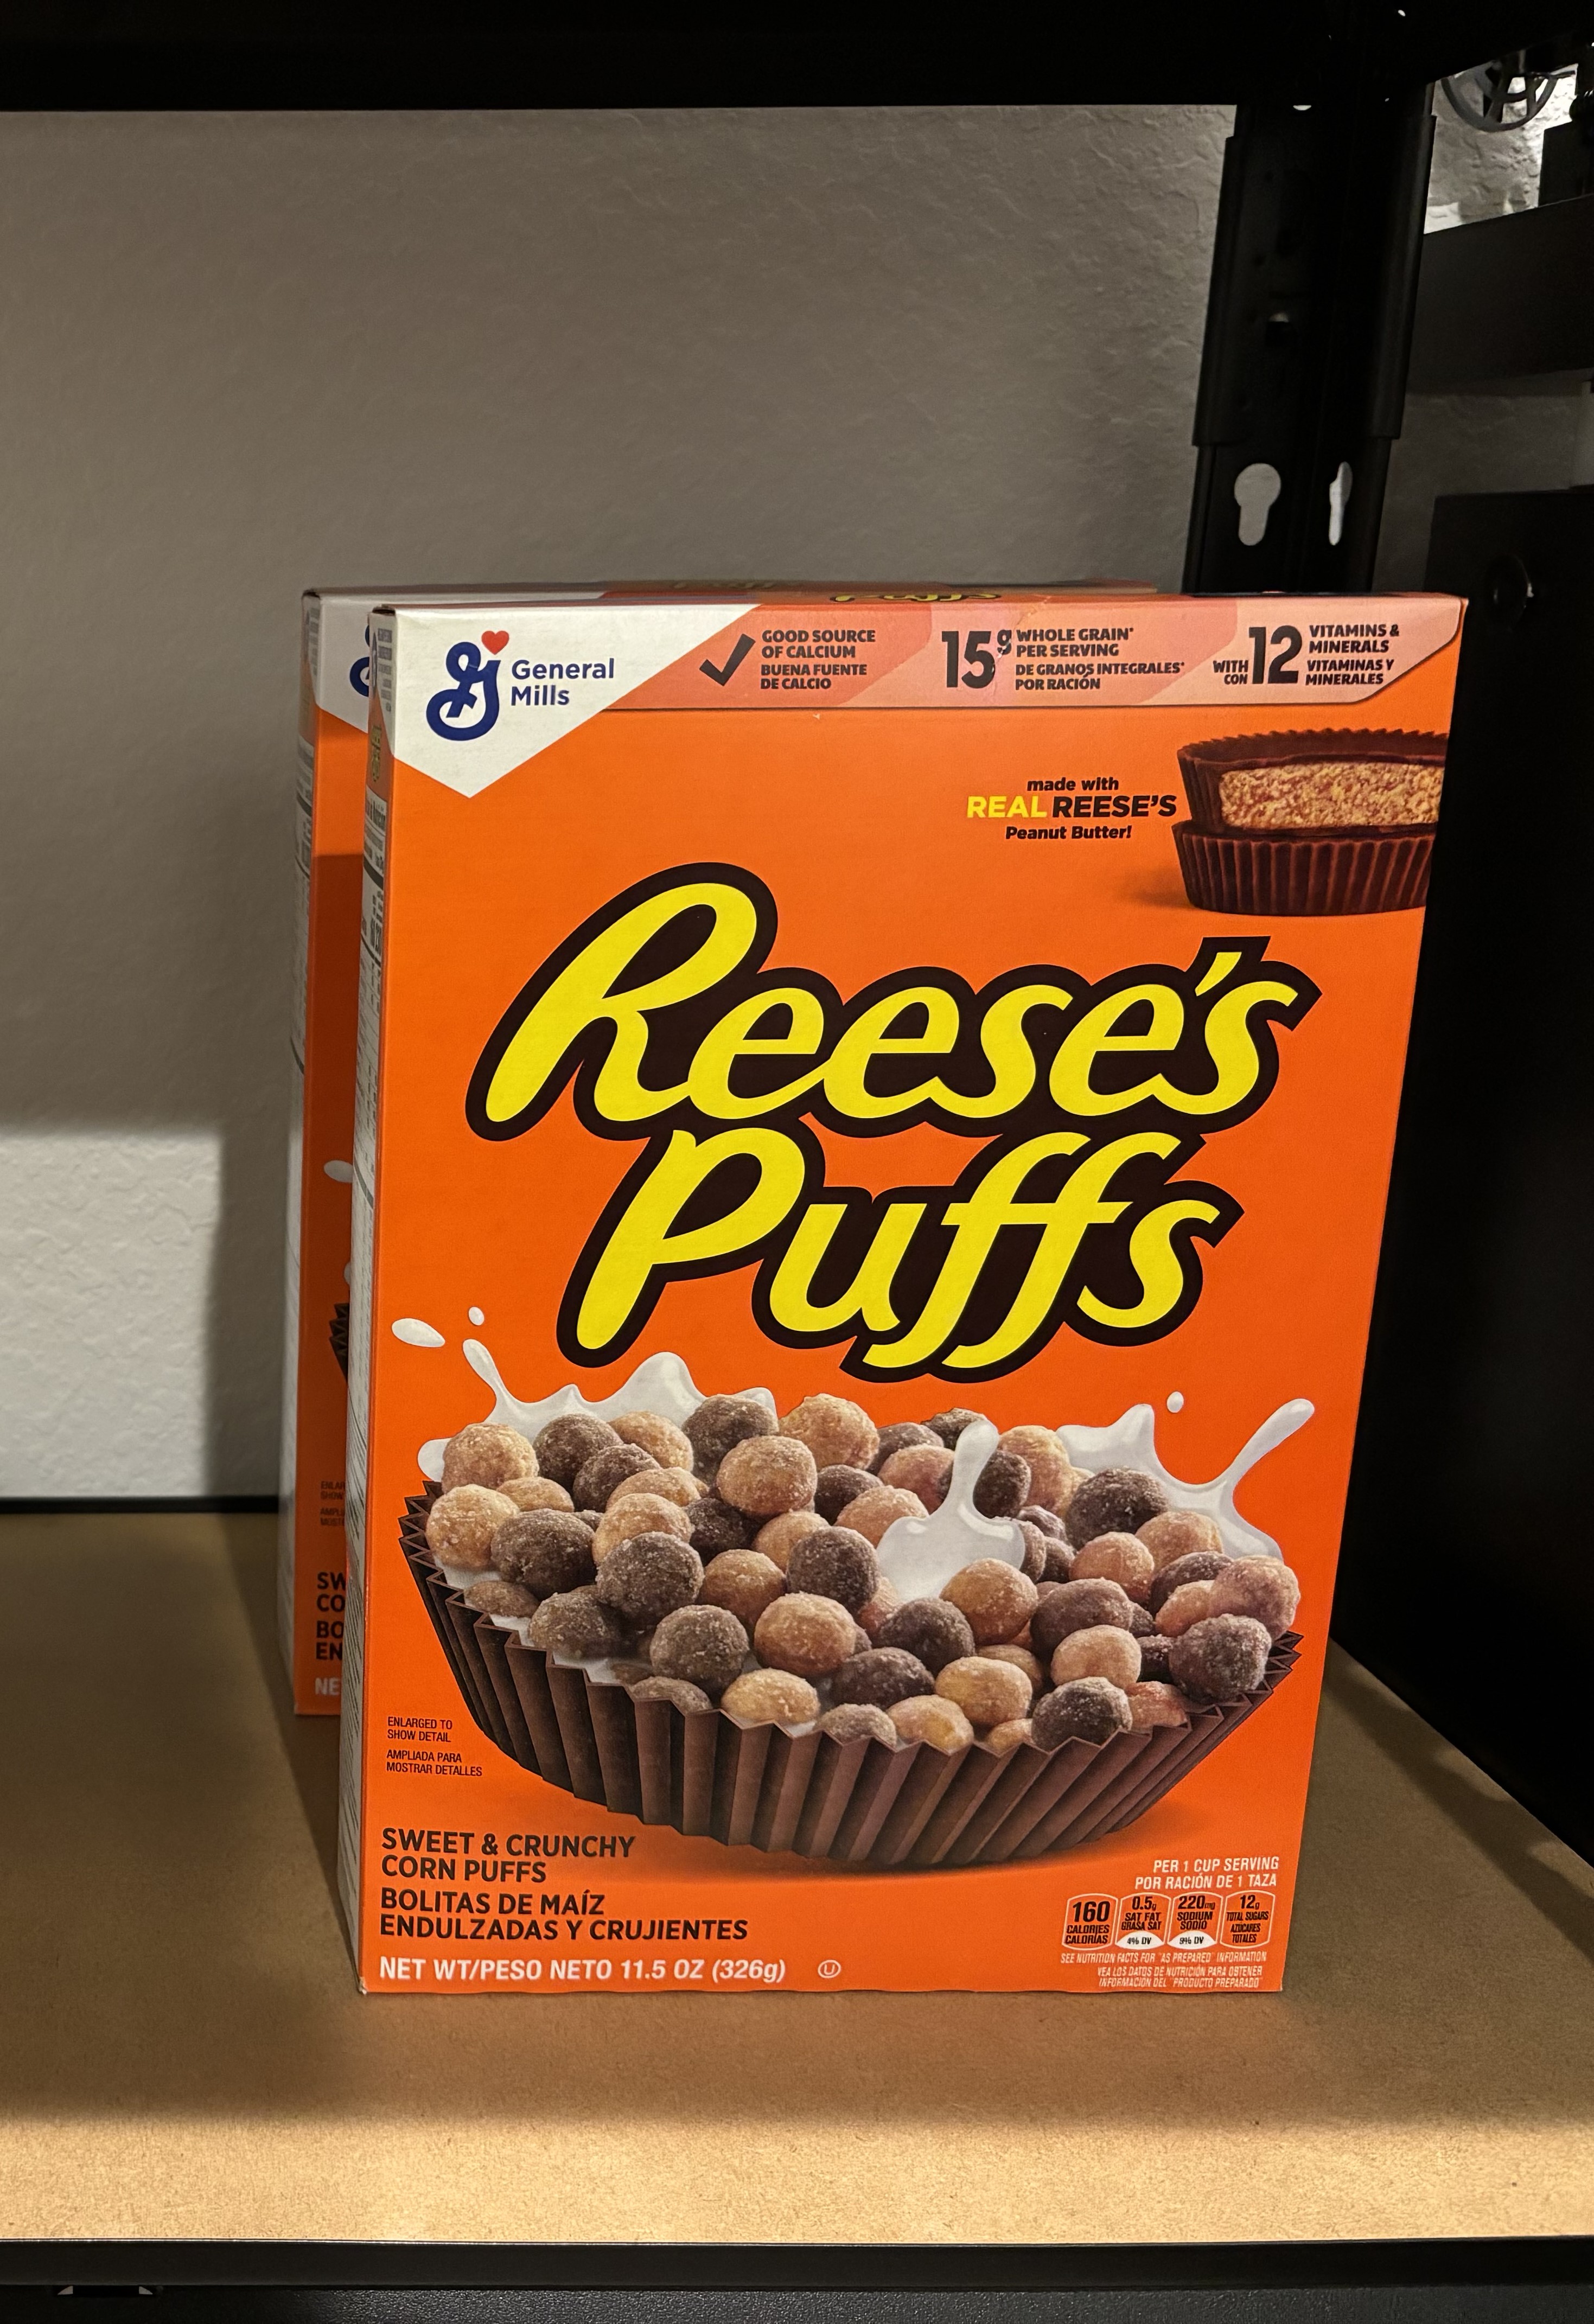 General
Mills
GOOD SOURCE
OF CALCIUM
BUENA FUENTE
DE CALCIO
15g WHOLE GRAIN*
PER SERVING
DE GRANOS INTEGRALES*
POR RACIÓN
WITH
CON
12
VITAMINS &
MINERALS
VITAMINAS Y
MINERALES
made with
REAL REESE'S
Peanut Butter!
Reese's
Puffs
ENLARGED TO
SHOW DETAIL
AMPLIADA PARA
MOSTRAR DETALLES
SWEET & CRUNCHY
CORN PUFFS
BOLITAS DE MAÍZ
ENDULZADAS Y CRUJIENTES
NET WT/PESO NETO 11.5 OZ (326g)
U
PER 1 CUP SERVING
POR RACIÓN DE 1 TAZA
160
CALORIES
CALORÍAS
0.5g
SAT FAT
GRASA SAT
4% DV
220mg
SODIUM
SODIO
9% DV
12g
TOTAL SUGARS
AZÚCARES
TOTALES
SEE NUTRITION FACTS FOR "AS PREPARED" INFORMATION
VEA LOS DATOS DE NUTRICIÓN PARA OBTENER
INFORMACIÓN DEL "PRODUCTO PREPARADO"
SW
CO
BO
EN
NE